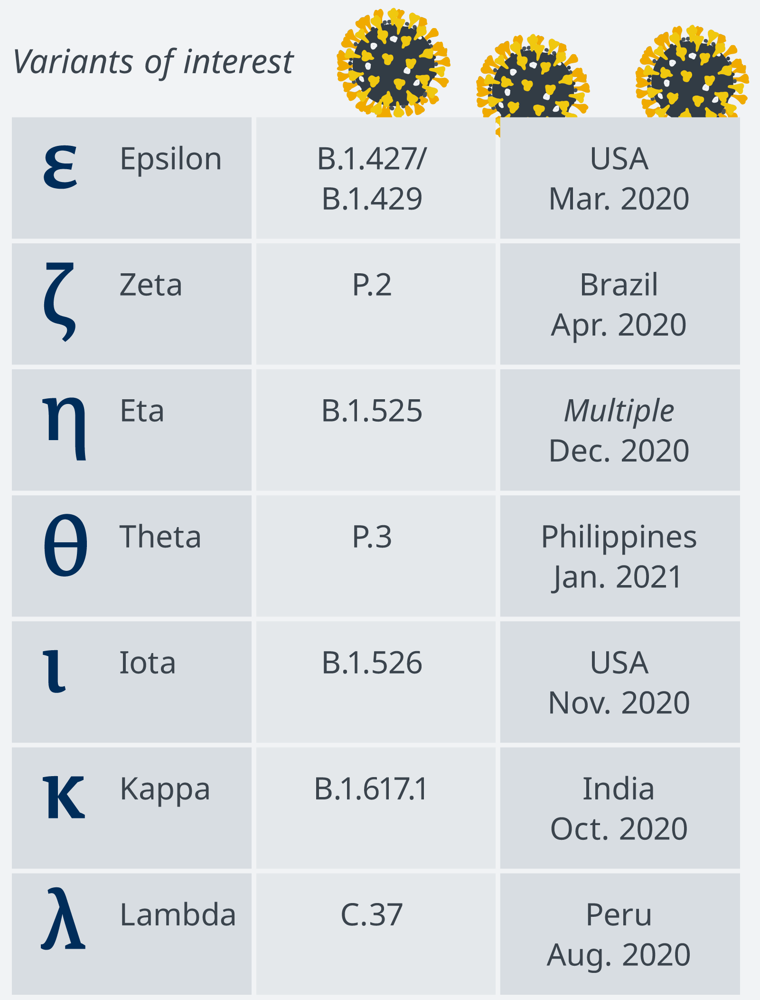 Variants of interest
ε Epsilon B.1.427/ USA
B.1.429 Mar. 2020
ζ Zeta P.2 Brazil
Apr. 2020
η Eta B.1.525 Multiple
Dec. 2020
θ Theta P.3 Philippines
Jan. 2021
ι Iota B.1.526 USA
Nov. 2020
κ Kappa B.1.617.1 India
Oct. 2020
λ Lambda C.37 Peru
Aug. 2020